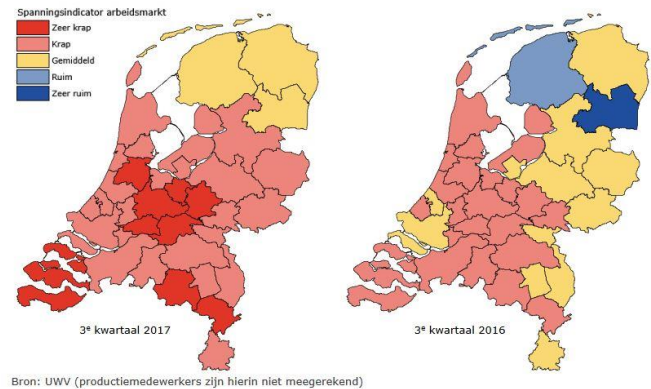 Spanningsindicator arbeidsmarkt
Zeer krap
Krap
Gemiddeld
Ruim
Zeer ruim
3e kwartaal 2017
3e kwartaal 2016
Bron: UWV (productiemedewerkers zijn hierin niet meegerekend)